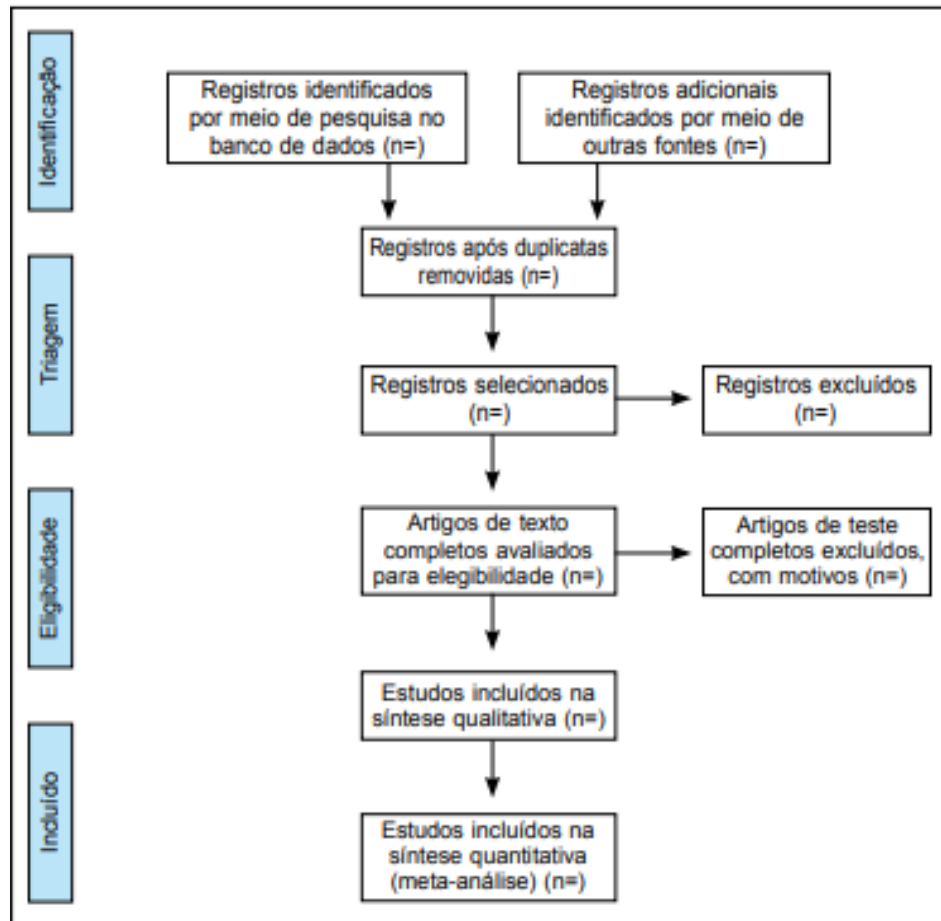 Identificação
Registros identificados
por meio de pesquisa no
banco de dados (n=)
Registros adicionais
identificados por meio de
outras fontes (n=)
Triagem
Registros após duplicatas
removidas (n=)
Registros selecionados
(n=)
Registros excluídos
(n=)
Eligibilidade
Artigos de texto
completos avaliados
para elegibilidade (n=)
Artigos de teste
completos excluídos,
com motivos (n=)
Estudos incluídos na
síntese qualitativa (n=)
Incluído
Estudos incluídos na
síntese quantitativa
(meta-análise) (n=)